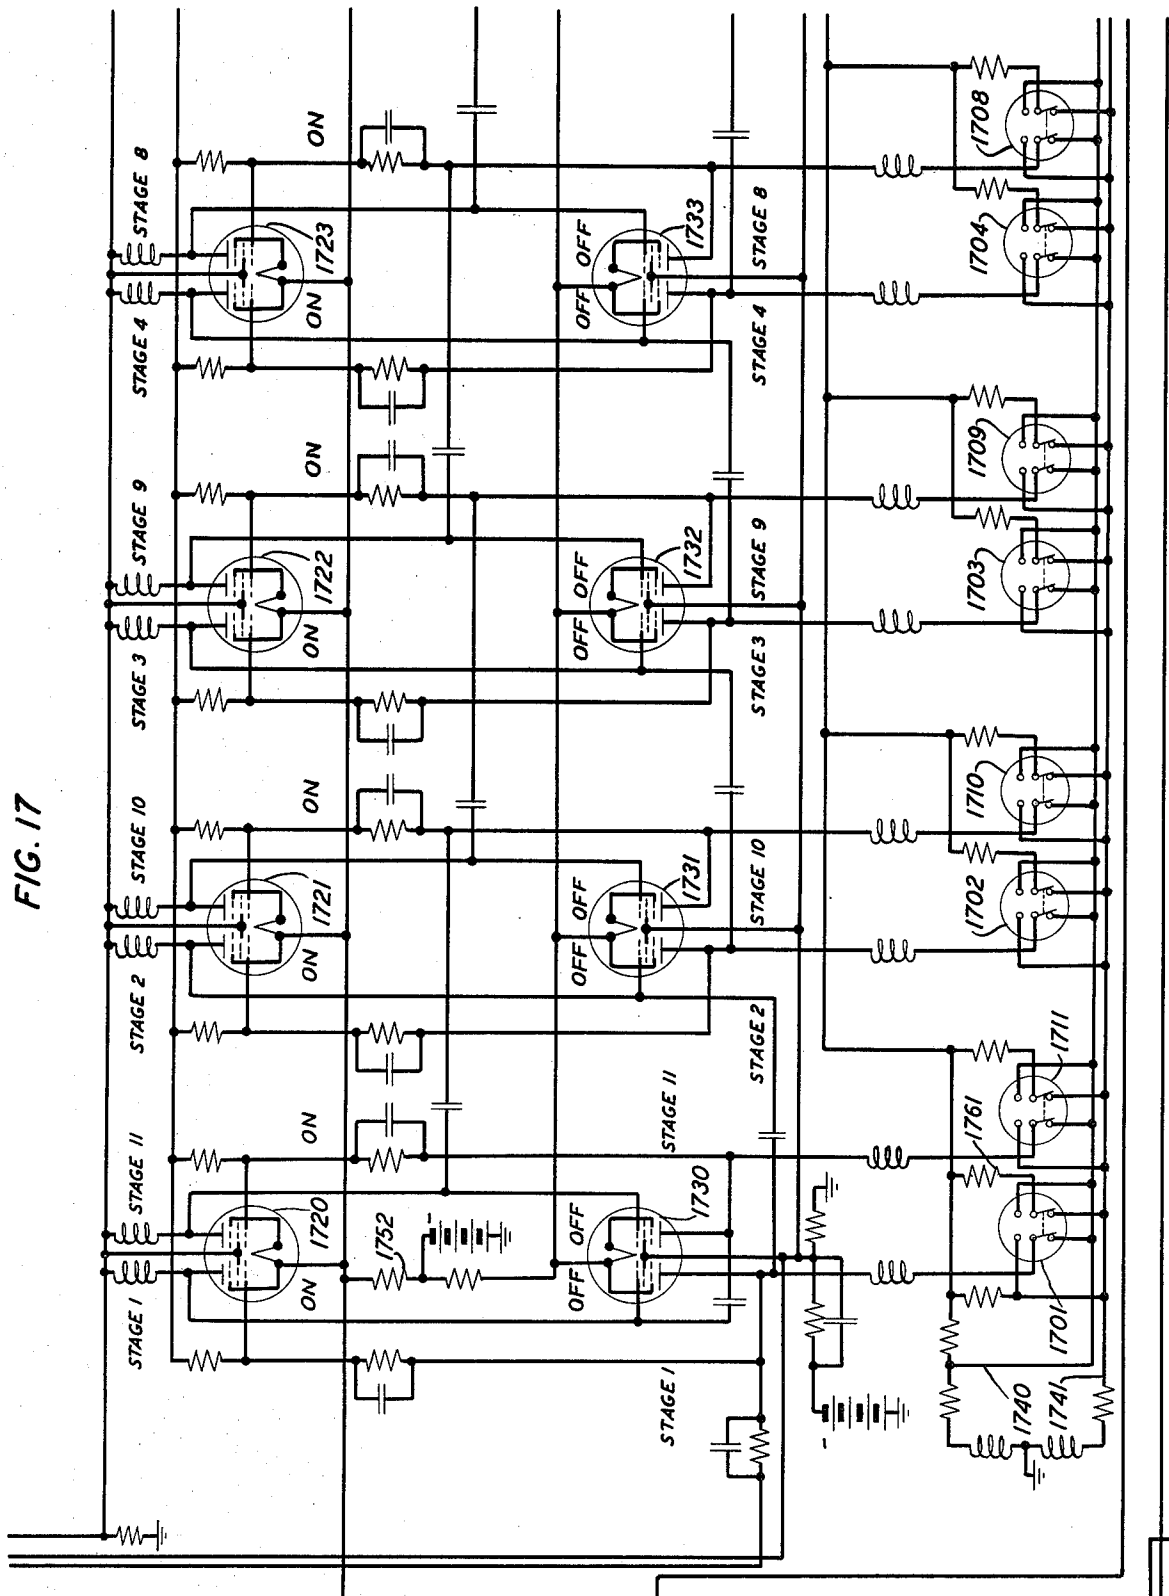 FIG. 17
STAGE 1
STAGE 11
STAGE 2
STAGE 10
STAGE 3
STAGE 9
STAGE 4
STAGE 8
1720
1721
1722
1723
ON
ON
ON
ON
ON
ON
ON
ON
1752
OFF
OFF
OFF
OFF
OFF
OFF
OFF
OFF
1730
1731
1732
1733
STAGE 1
STAGE 11
STAGE 2
STAGE 10
STAGE 3
STAGE 9
STAGE 4
STAGE 8
1740
1741
1701
1761
1711
1702
1710
1703
1709
1704
1708